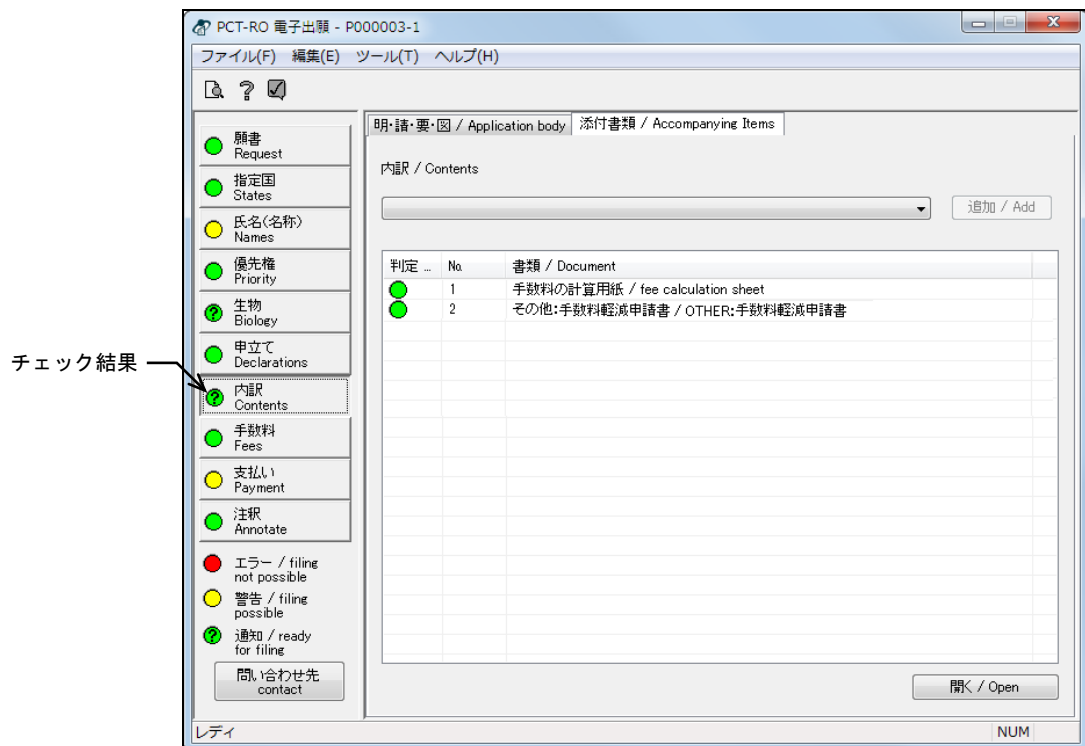 PCT-RO 電子出願 - P000003-1
ファイル(F) 編集(E) ツール(T) ヘルプ(H)
明・請・要・図 / Application body
添付書類 / Accompanying Items
願書
Request
指定国
States
氏名(名称)
Names
優先権
Priority
生物
Biology
申立て
Declarations
チェック結果
内訳
Contents
手数料
Fees
支払い
Payment
注釈
Annotate
エラー / filing
not possible
警告 / filing
possible
通知 / ready
for filing
問い合わせ先
contact
内訳 / Contents
追加 / Add
判定 ... No. 書類 / Document
1 手数料の計算用紙 / fee calculation sheet
2 その他:手数料軽減申請書 / OTHER:手数料軽減申請書
開く / Open
レディ
NUM